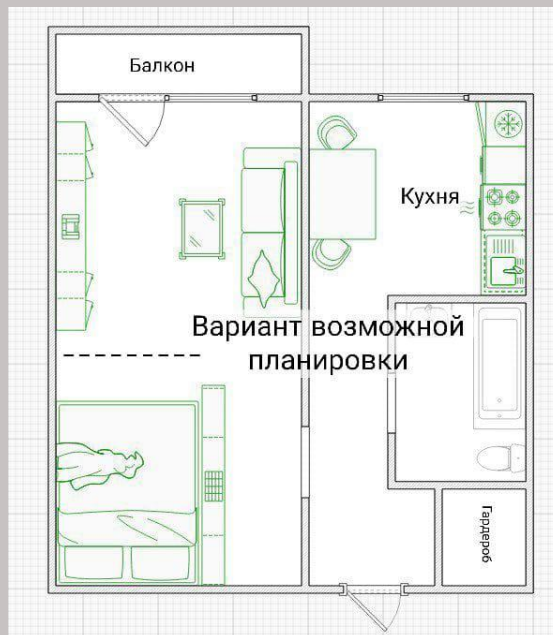 Балкон
Кухня
Вариант возможной
планировки
Гардероб